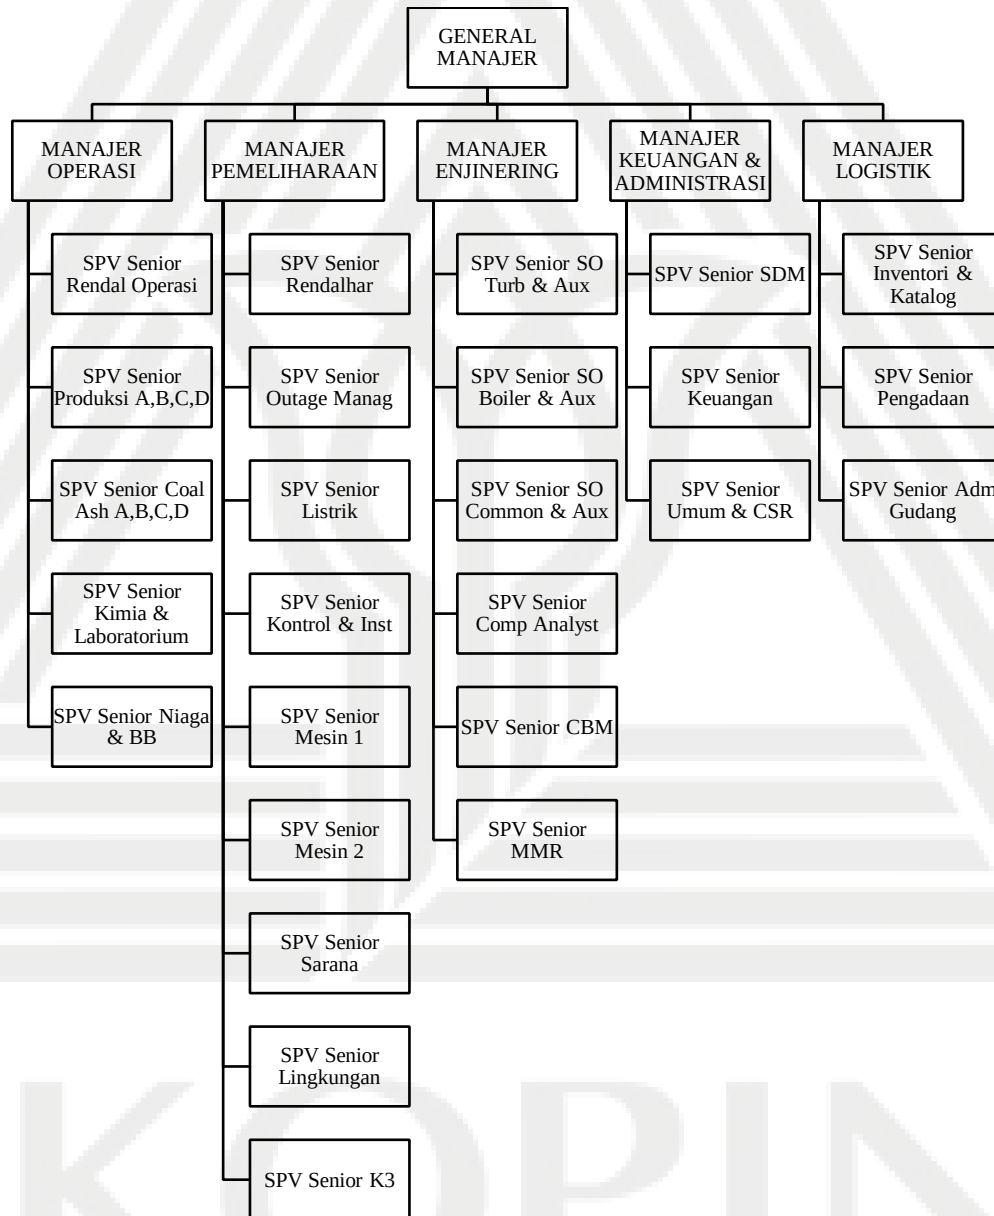 GENERAL
MANAJER
MANAJER
OPERASI
MANAJER
PEMELIHARAAN
MANAJER
ENJINERING
MANAJER
KEUANGAN &
ADMINISTRASI
MANAJER
LOGISTIK
SPV Senior
Rendal Operasi
SPV Senior
Produksi A,B,C,D
SPV Senior Coal
Ash A,B,C,D
SPV Senior
Kimia &
Laboratorium
SPV Senior Niaga
& BB
SPV Senior
Rendalhar
SPV Senior
Outage Manag
SPV Senior
Listrik
SPV Senior
Kontrol & Inst
SPV Senior
Mesin 1
SPV Senior
Mesin 2
SPV Senior
Sarana
SPV Senior
Lingkungan
SPV Senior K3
SPV Senior SO
Turb & Aux
SPV Senior SO
Boiler & Aux
SPV Senior SO
Common & Aux
SPV Senior
Comp Analyst
SPV Senior CBM
SPV Senior
MMR
SPV Senior SDM
SPV Senior
Keuangan
SPV Senior
Umum & CSR
SPV Senior
Inventori &
Katalog
SPV Senior
Pengadaan
SPV Senior Adm
Gudang
KOPIN